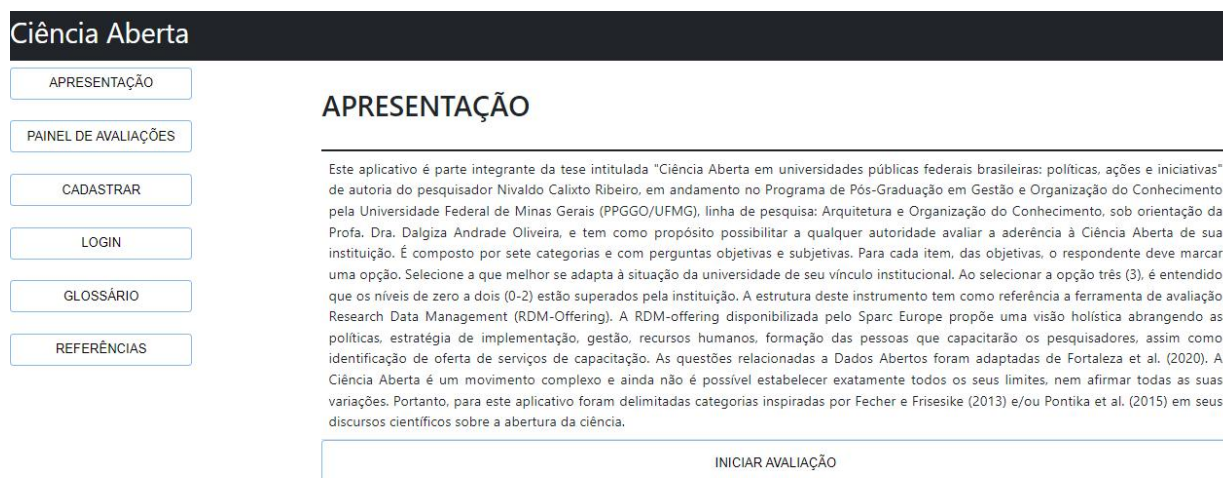 Ciência Aberta
APRESENTAÇÃO
PAINEL DE AVALIAÇÕES
CADASTRAR
LOGIN
GLOSSÁRIO
REFERÊNCIAS
APRESENTAÇÃO
Este aplicativo é parte integrante da tese intitulada "Ciência Aberta em universidades públicas federais brasileiras: políticas, ações e iniciativas"
de autoria do pesquisador Nivaldo Calixto Ribeiro, em andamento no Programa de Pós-Graduação em Gestão e Organização do Conhecimento
pela Universidade Federal de Minas Gerais (PPGGO/UFMG), linha de pesquisa: Arquitetura e Organização do Conhecimento, sob orientação da
Profa. Dra. Dalgiza Andrade Oliveira, e tem como propósito possibilitar a qualquer autoridade avaliar a aderência à Ciência Aberta de sua
instituição. É composto por sete categorias e com perguntas objetivas e subjetivas. Para cada item, das objetivas, o respondente deve marcar
uma opção. Selecione a que melhor se adapta à situação da universidade de seu vínculo institucional. Ao selecionar a opção três (3), é entendido
que os níveis de zero a dois (0-2) estão superados pela instituição. A estrutura deste instrumento tem como referência a ferramenta de avaliação
Research Data Management (RDM-Offering). A RDM-offering disponibilizada pelo Sparc Europe propõe uma visão holística abrangendo as
políticas, estratégia de implementação, gestão, recursos humanos, formação das pessoas que capacitarão os pesquisadores, assim como
identificação de oferta de serviços de capacitação. As questões relacionadas a Dados Abertos foram adaptadas de Fortaleza et al. (2020). A
Ciência Aberta é um movimento complexo e ainda não é possível estabelecer exatamente todos os seus limites, nem afirmar todas as suas
variações. Portanto, para este aplicativo foram delimitadas categorias inspiradas por Fecher e Frisesike (2013) e/ou Pontika et al. (2015) em seus
discursos científicos sobre a abertura da ciência.
INICIAR AVALIAÇÃO